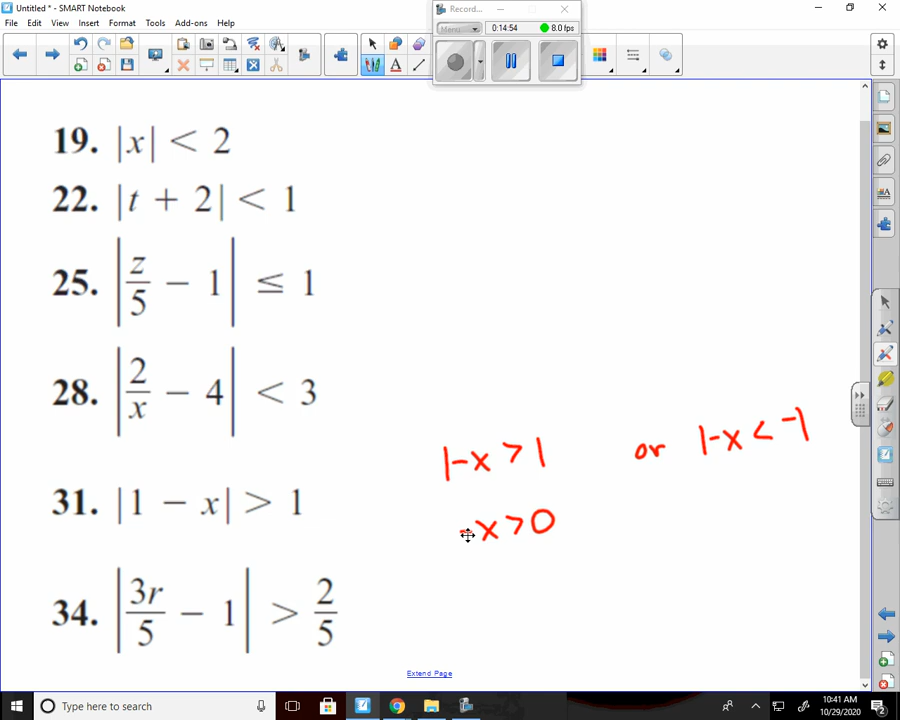 Untitled * - SMART Notebook
File Edit View Insert Format Tools Add-ons Help
Record...
Menu 0:14:54 8.0 fps
19. |x| < 2
22. |t + 2| < 1
25. |z/5 − 1| ≤ 1
28. |2/x − 4| < 3
1-x > 1 or 1-x < -1
31. |1 − x| > 1
-x > 0
34. |3r/5 − 1| > 2/5
Extend Page
Type here to search
10:41 AM
10/29/2020
2